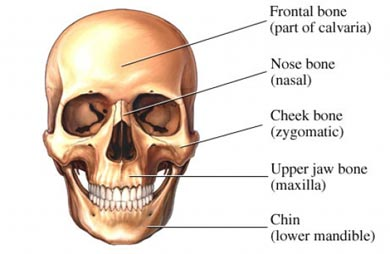 Frontal bone
(part of calvaria)
Nose bone
(nasal)
Cheek bone
(zygomatic)
Upper jaw bone
(maxilla)
Chin
(lower mandible)